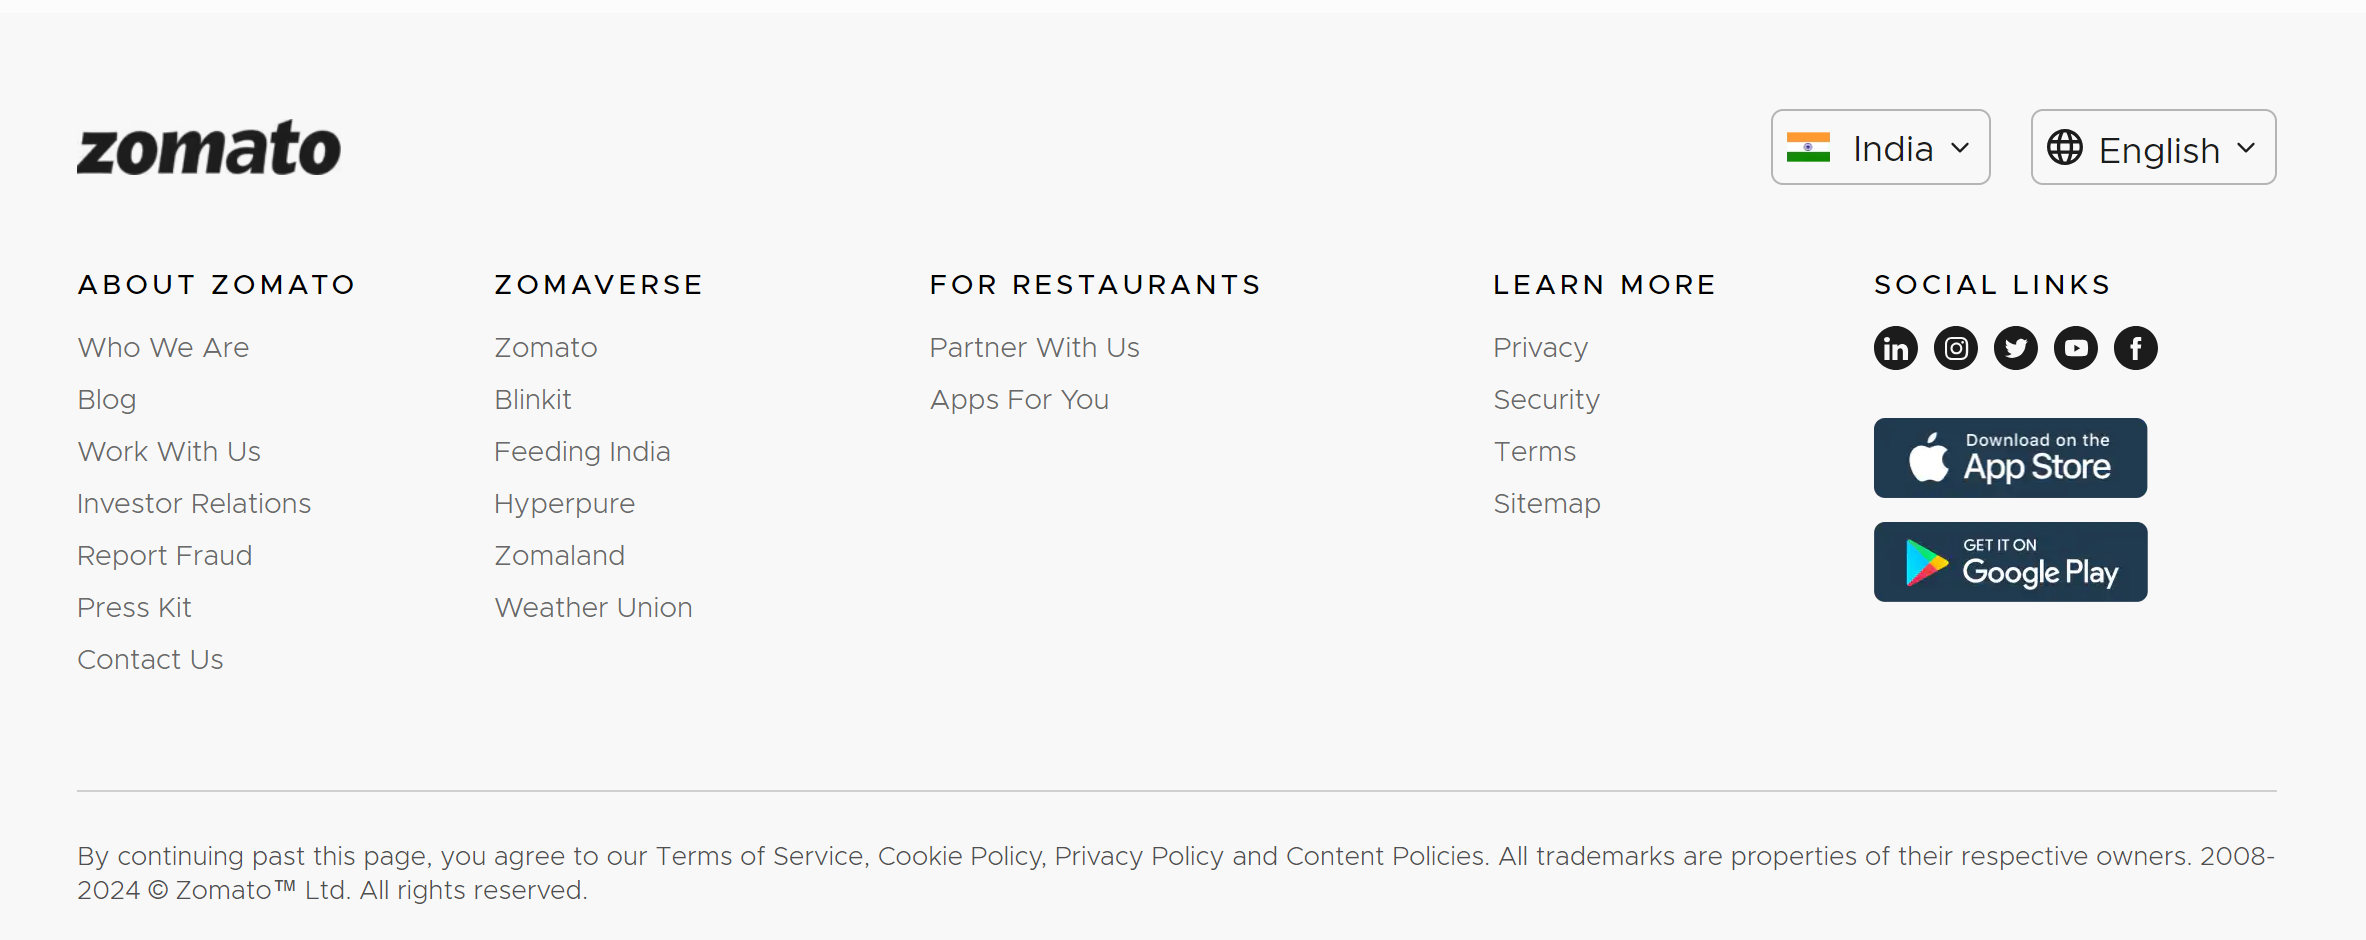 zomato
India
English
ABOUT ZOMATO
Who We Are
Blog
Work With Us
Investor Relations
Report Fraud
Press Kit
Contact Us
ZOMAVERSE
Zomato
Blinkit
Feeding India
Hyperpure
Zomaland
Weather Union
FOR RESTAURANTS
Partner With Us
Apps For You
LEARN MORE
Privacy
Security
Terms
Sitemap
SOCIAL LINKS
in
f
Download on the
App Store
GET IT ON
Google Play
By continuing past this page, you agree to our Terms of Service, Cookie Policy, Privacy Policy and Content Policies. All trademarks are properties of their respective owners. 2008-
2024 © Zomato™ Ltd. All rights reserved.